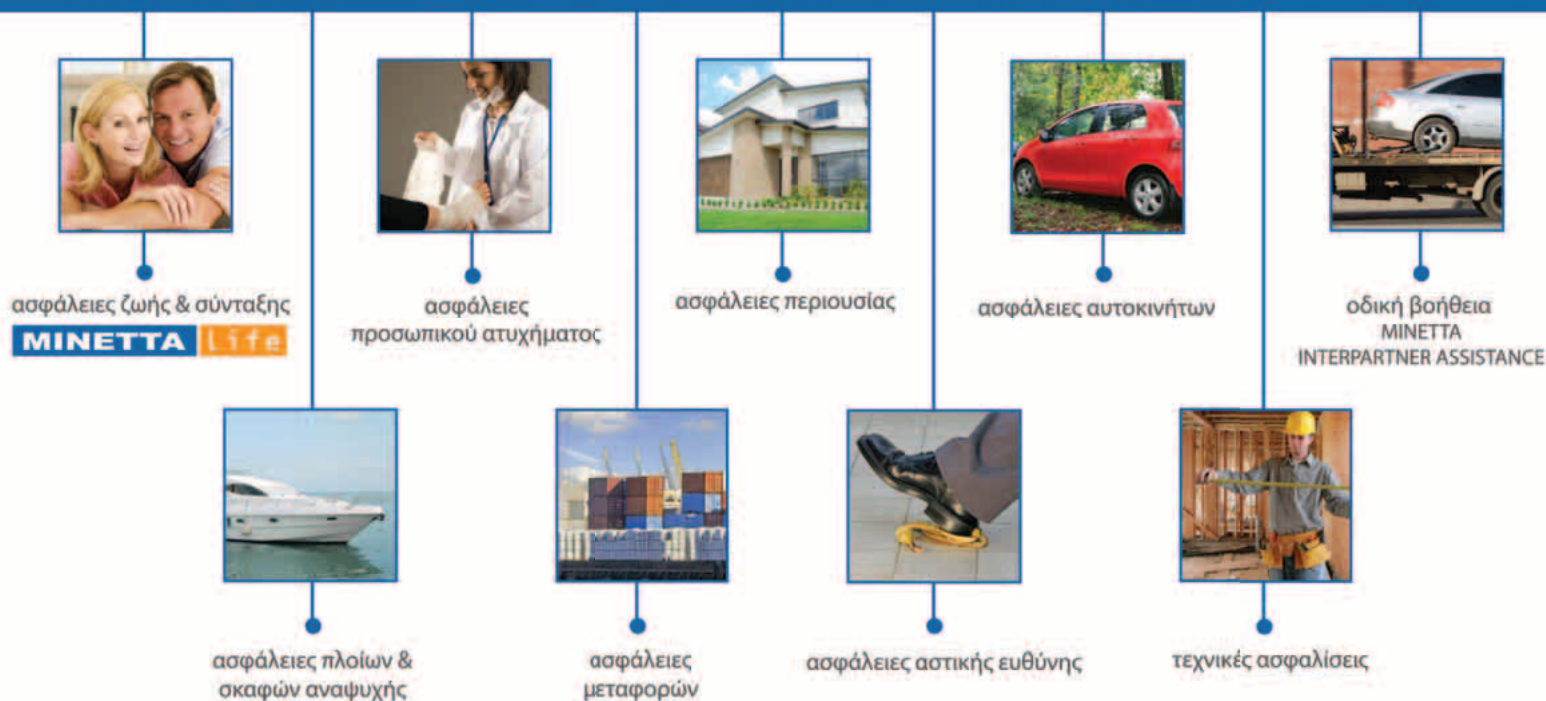 ασφάλειες ζωής & σύνταξης
MINETTA Life
ασφάλειες
προσωπικού ατυχήματος
ασφάλειες περιουσίας
ασφάλειες αυτοκινήτων
οδική βοήθεια
MINETTA
INTERPARTNER ASSISTANCE
ασφάλειες πλοίων &
σκαφών αναψυχής
ασφάλειες
μεταφορών
ασφάλειες αστικής ευθύνης
τεχνικές ασφαλίσεις